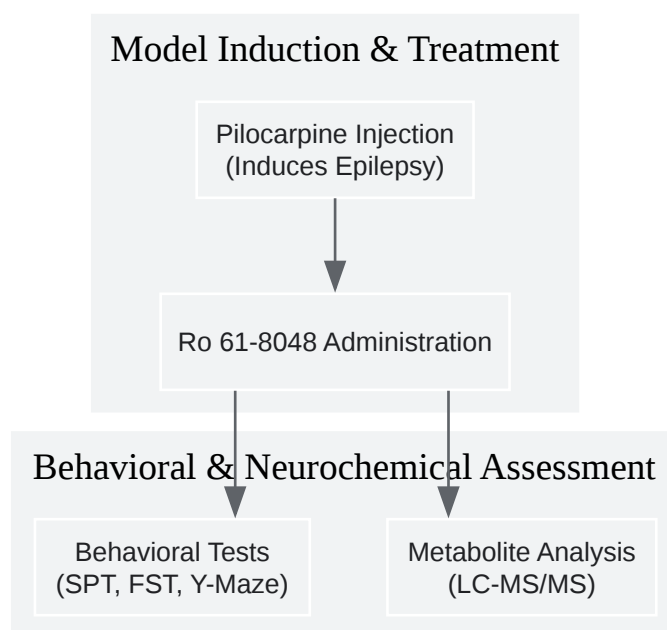 Model Induction & Treatment
Pilocarpine Injection
(Induces Epilepsy)
Ro 61-8048 Administration
Behavioral & Neurochemical Assessment
Behavioral Tests
(SPT, FST, Y-Maze)
Metabolite Analysis
(LC-MS/MS)